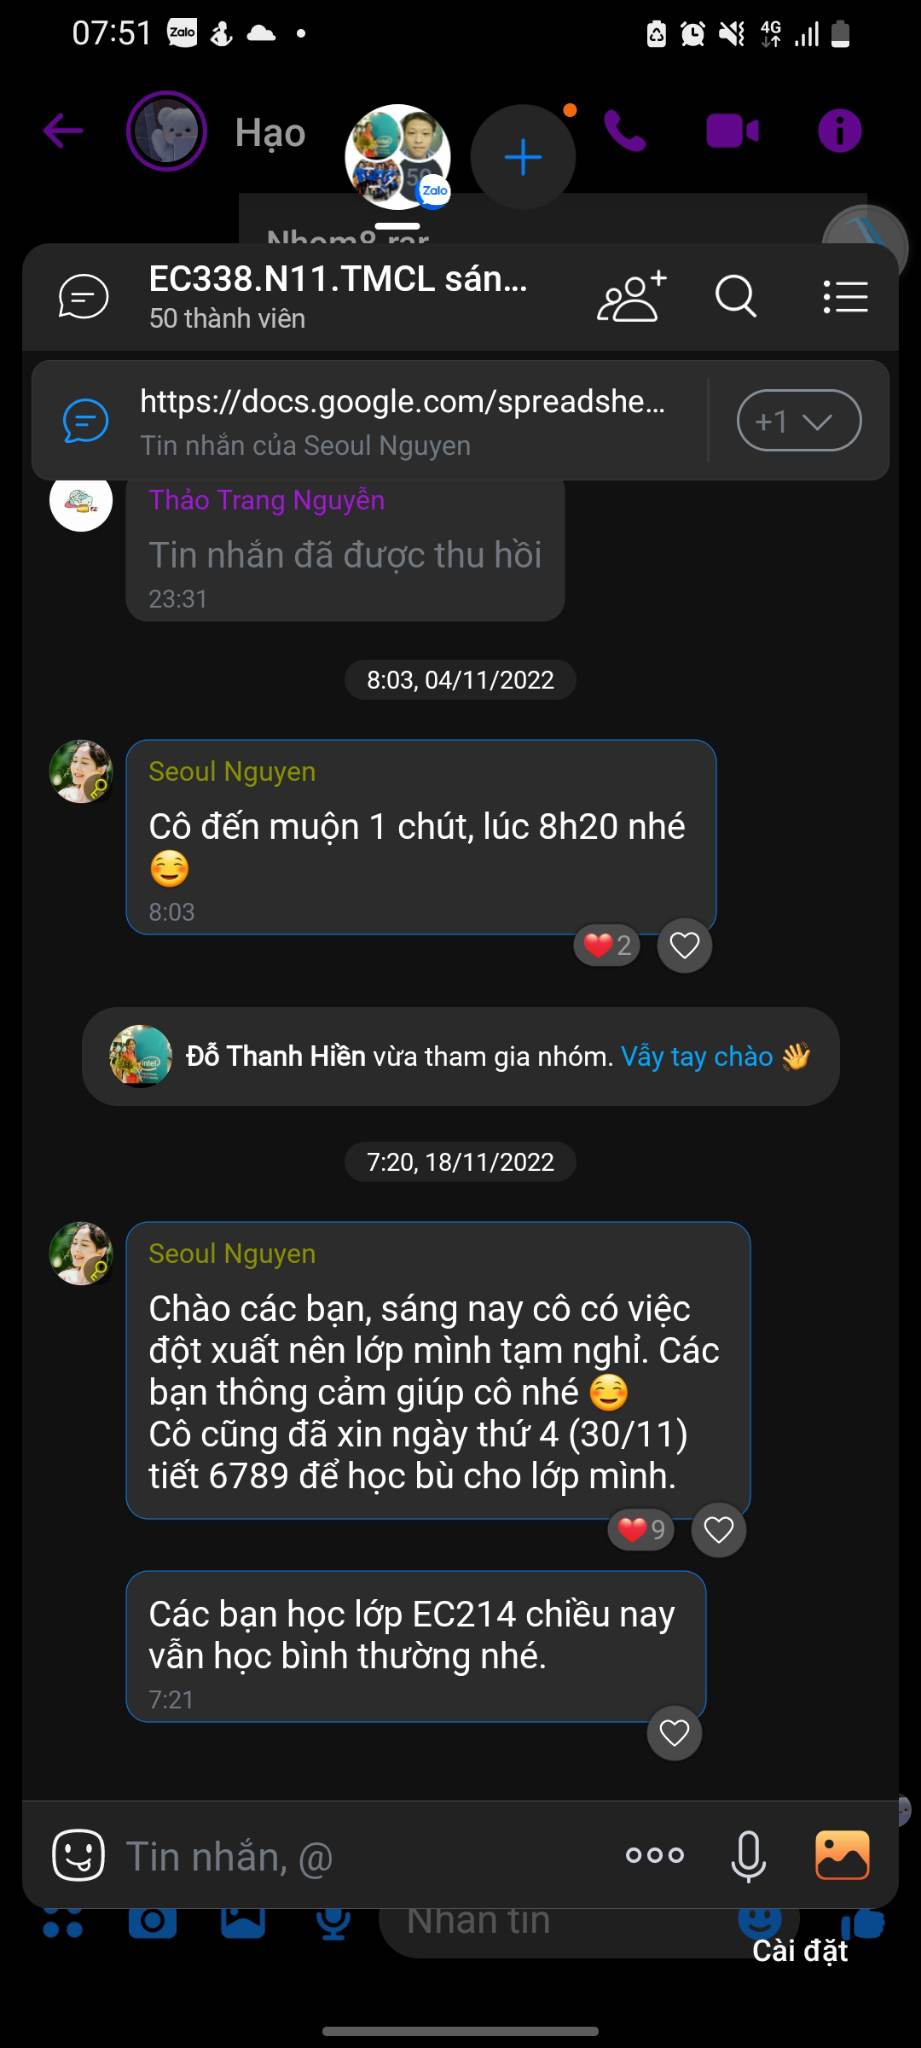 07:51
Zalo
4G
Hạo
59
Zalo
Nhom8.rar
EC338.N11.TMCL sán...
50 thành viên
https://docs.google.com/spreadshe...
Tin nhắn của Seoul Nguyen
+1
Thảo Trang Nguyễn
Tin nhắn đã được thu hồi
23:31
8:03, 04/11/2022
Seoul Nguyen
Cô đến muộn 1 chút, lúc 8h20 nhé
☺️
8:03
❤️ 2
intel
Đỗ Thanh Hiền vừa tham gia nhóm. Vẫy tay chào 👋
7:20, 18/11/2022
Seoul Nguyen
Chào các bạn, sáng nay cô có việc
đột xuất nên lớp mình tạm nghỉ. Các
bạn thông cảm giúp cô nhé ☺️
Cô cũng đã xin ngày thứ 4 (30/11)
tiết 6789 để học bù cho lớp mình.
❤️ 9
Các bạn học lớp EC214 chiều nay
vẫn học bình thường nhé.
7:21
Tin nhắn, @
Nhắn tin
Cài đặt